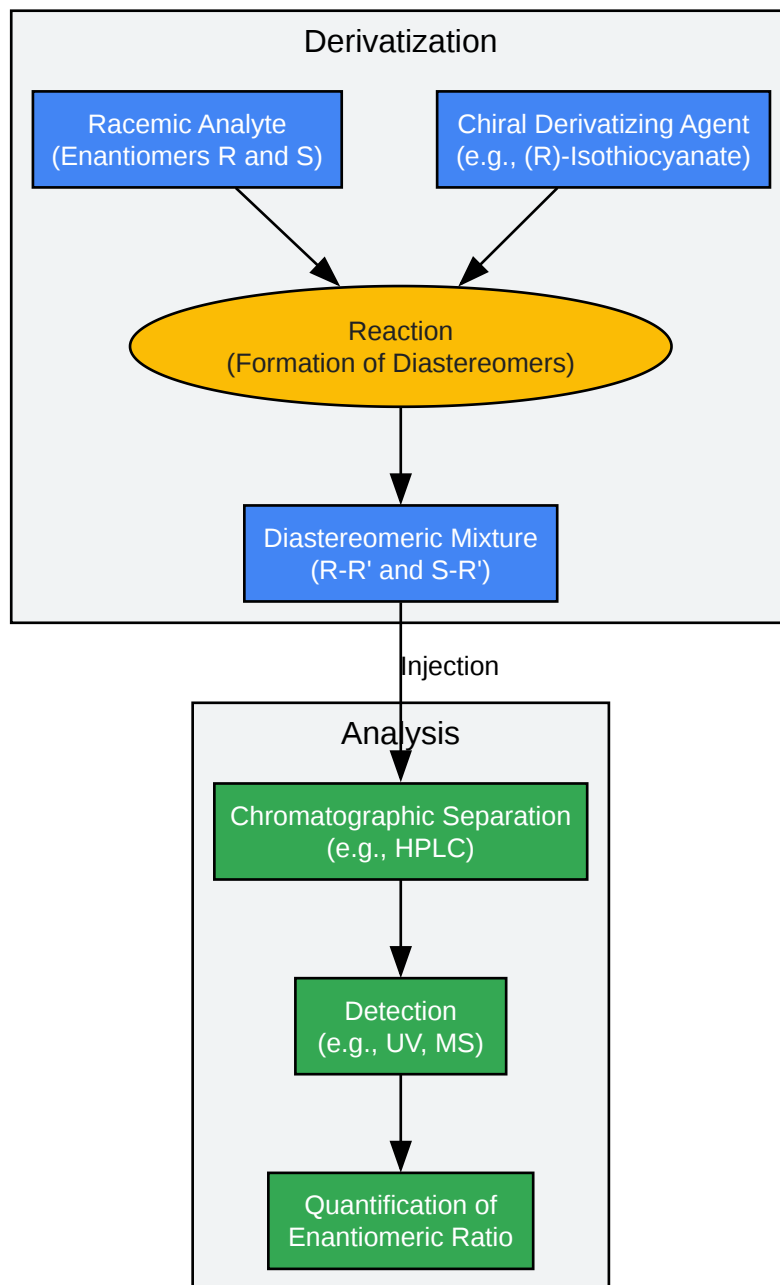 Derivatization
Racemic Analyte
(Enantiomers R and S)
Chiral Derivatizing Agent
(e.g., (R)-Isothiocyanate)
Reaction
(Formation of Diastereomers)
Diastereomeric Mixture
(R-R' and S-R')
Injection
Analysis
Chromatographic Separation
(e.g., HPLC)
Detection
(e.g., UV, MS)
Quantification of
Enantiomeric Ratio